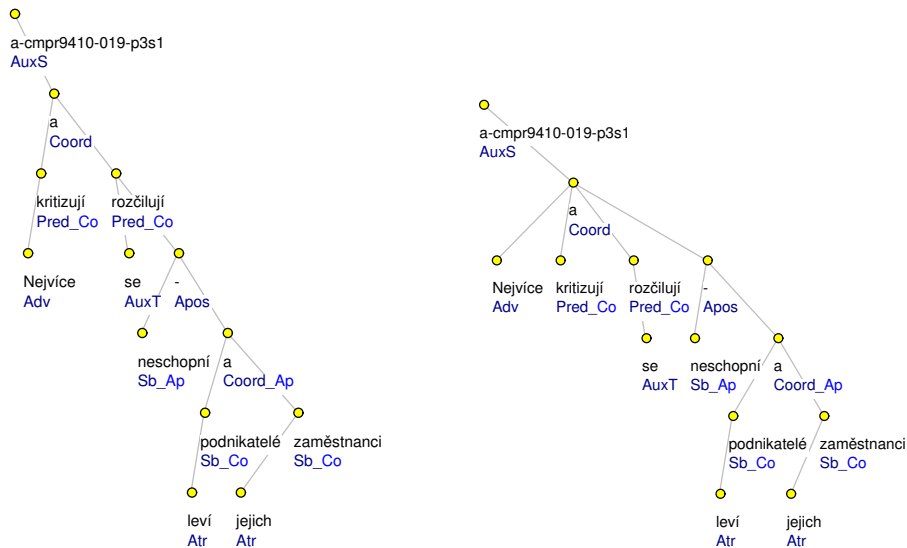 a-cmpr9410-019-p3s1
AuxS
a
Coord
kritizují rozčilují
Pred_Co Pred_Co
Nejvíce se -
Adv AuxT Apos
neschopní a
Sb_Ap Coord_Ap
podnikatelé zaměstnanci
Sb_Co Sb_Co
leví jejich
Atr Atr
a-cmpr9410-019-p3s1
AuxS
a
Coord
Nejvíce kritizují rozčilují -
Adv Pred_Co Pred_Co Apos
se neschopní a
AuxT Sb_Ap Coord_Ap
podnikatelé zaměstnanci
Sb_Co Sb_Co
leví jejich
Atr Atr